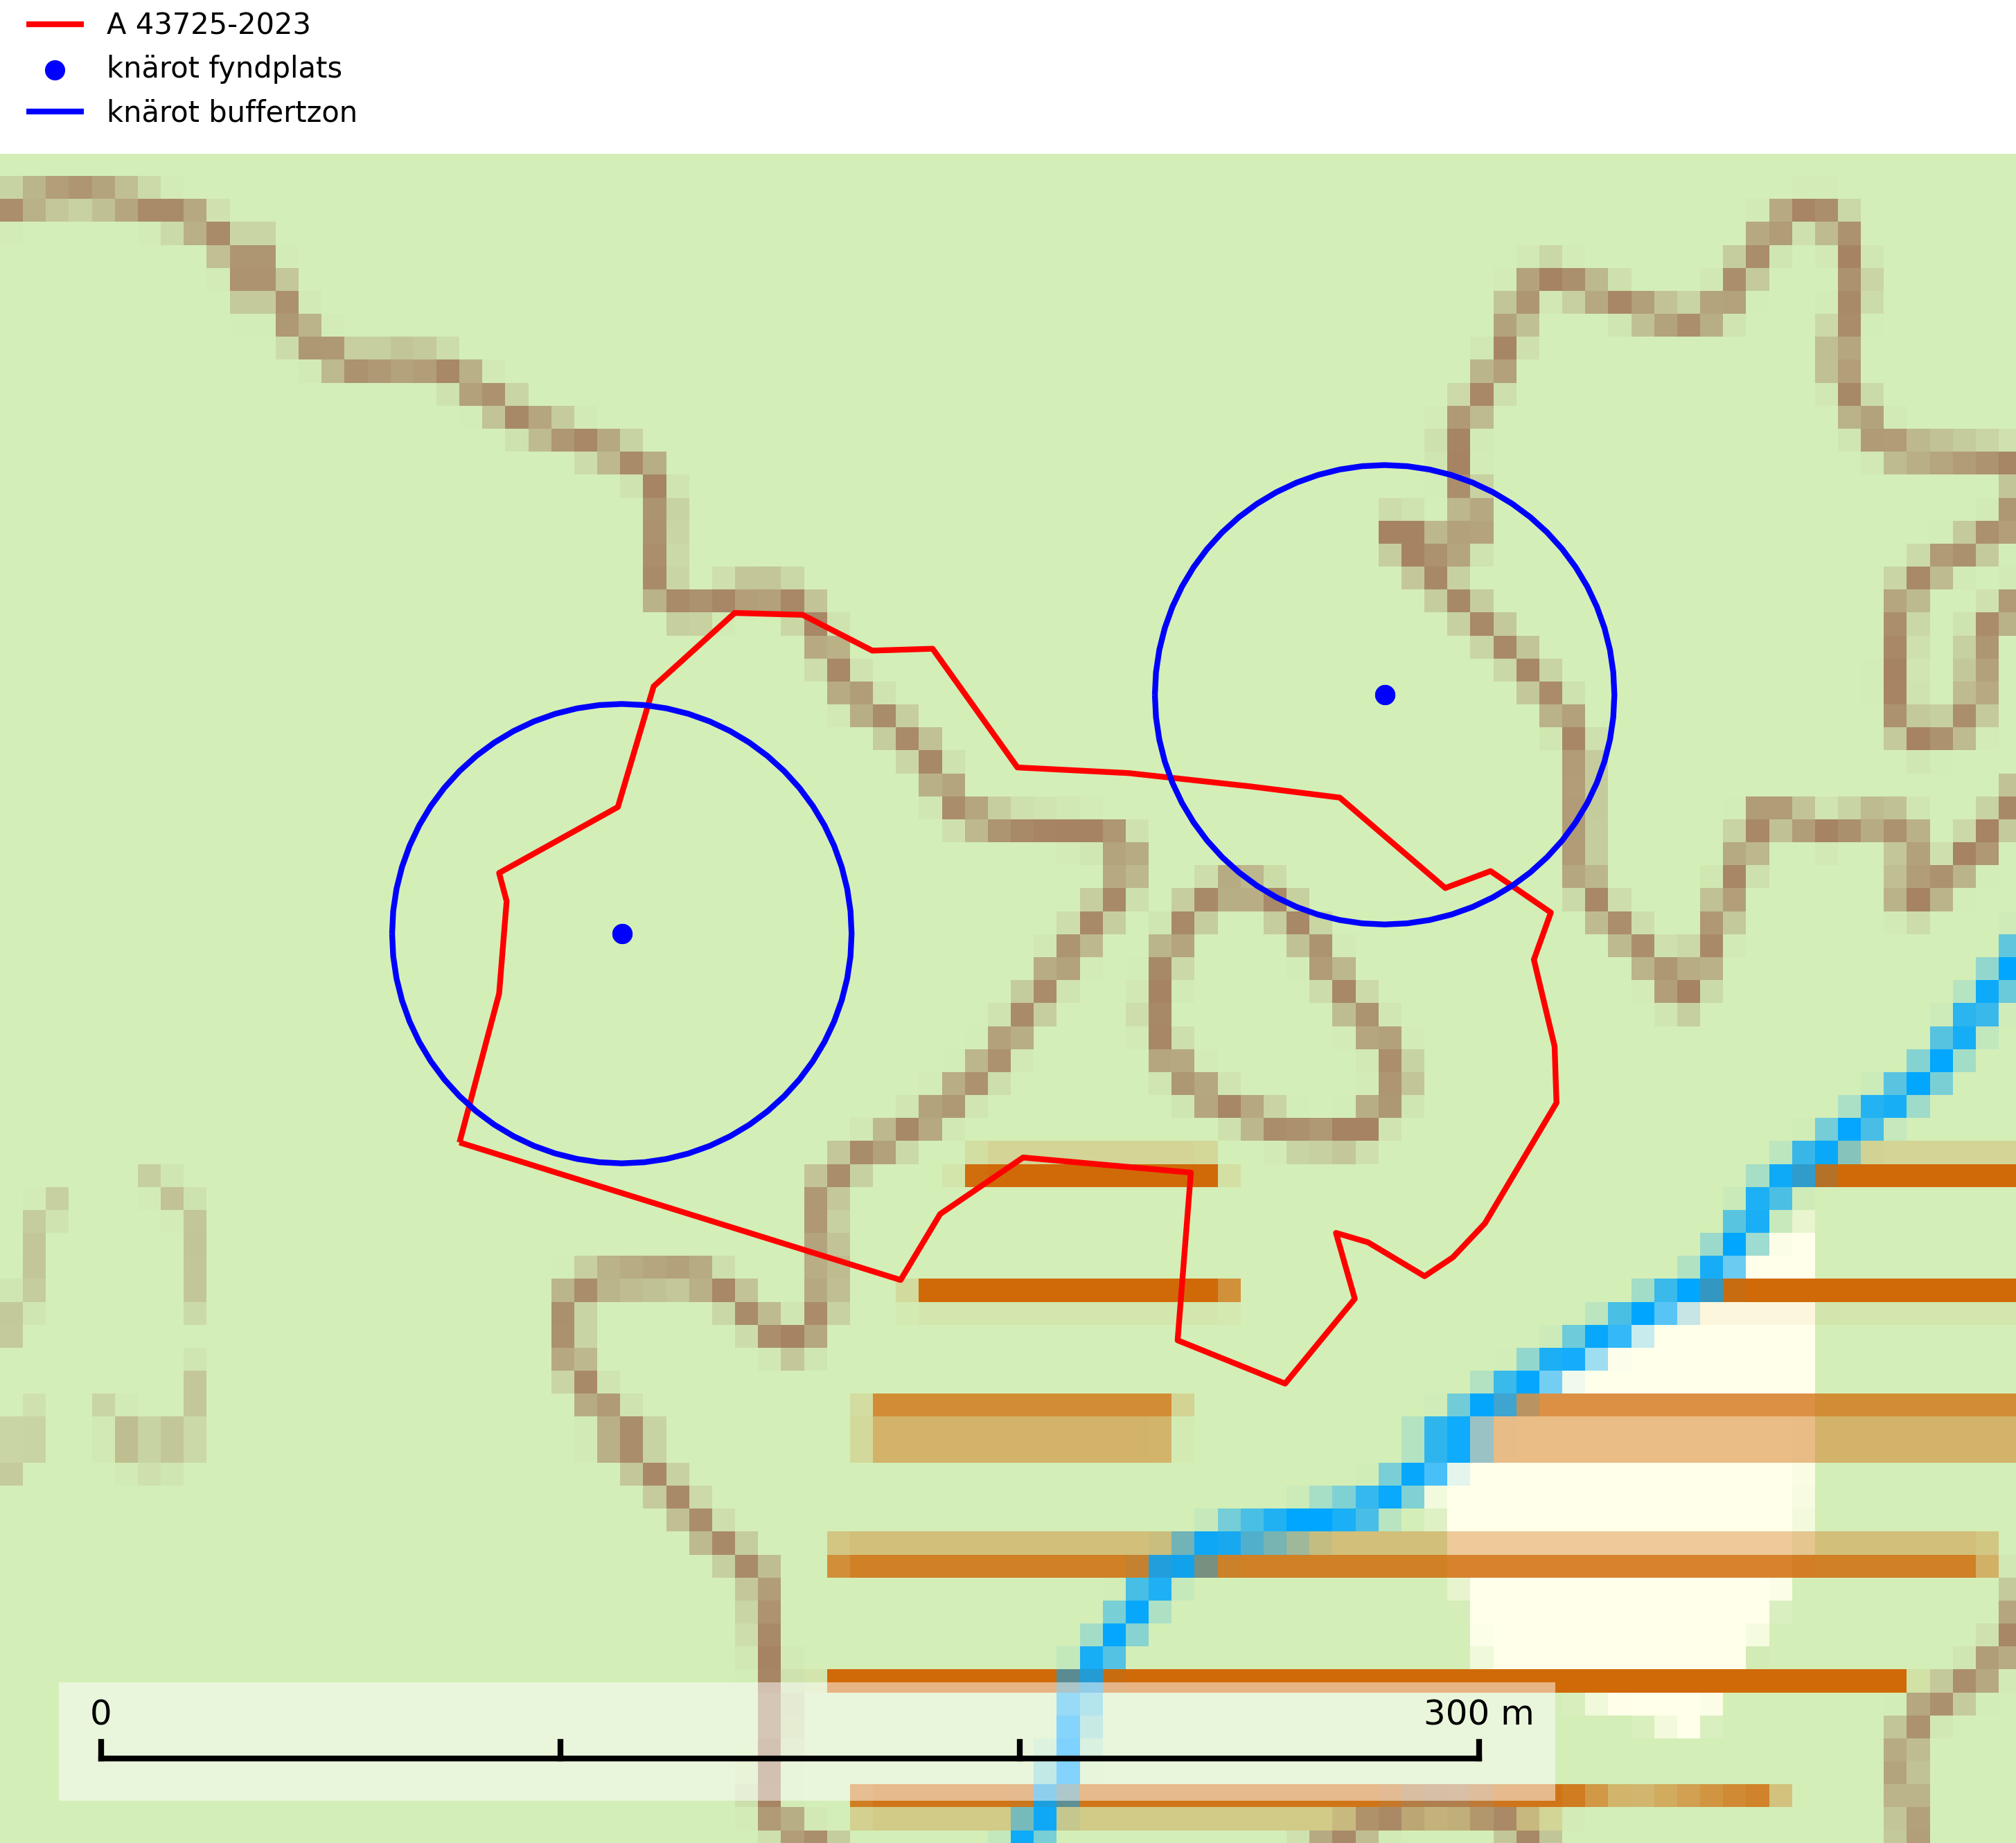 A 43725-2023
knärot fyndplats
knärot buffertzon
0 300 m